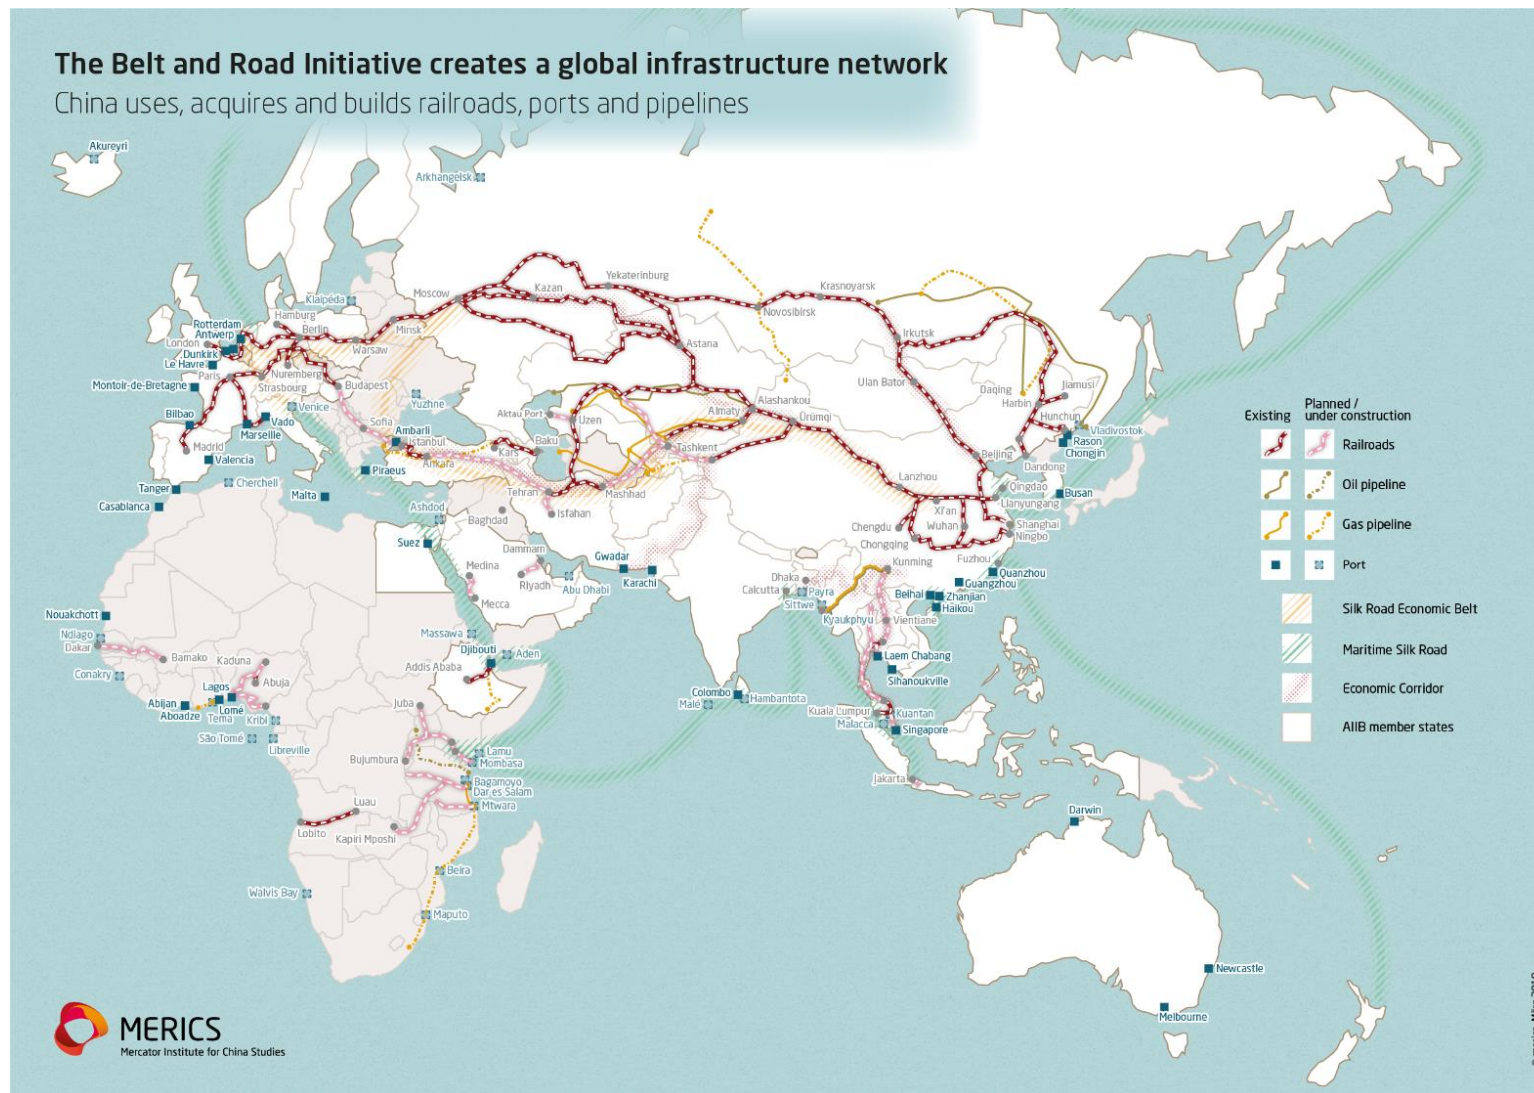 The Belt and Road Initiative creates a global infrastructure network
China uses, acquires and builds railroads, ports and pipelines
Akureyri
Arkhangelsk
Klaipéda
Hamburg
Rotterdam
Antwerp
London
Dunkirk
Le Havre
Paris
Berlin
Warsaw
Minsk
Moscow
Kazan
Yekaterinburg
Novosibirsk
Krasnoyarsk
Irkutsk
Astana
Ulan Bator
Daqing
Jiamusi
Harbin
Hunchun
Vladivostok
Rason
Chongjin
Nuremberg
Strasbourg
Budapest
Montoir-de-Bretagne
Bilbao
Venice
Vado
Marseille
Madrid
Valencia
Sofia
Yuzhne
Ambarli
Istanbul
Ankara
Kars
Baku
Aktau Port
Uzen
Tashkent
Almaty
Alashankou
Ürümqi
Beijing
Dandong
Qingdao
Lianyungang
Busan
Lanzhou
Xi'an
Wuhan
Shanghai
Ningbo
Chengdu
Chongqing
Fuzhou
Kunming
Quanzhou
Guangzhou
Beihai
Zhanjian
Haikou
Tanger
Casablanca
Cherchell
Malta
Piraeus
Ashdod
Suez
Baghdad
Tehran
Mashhad
Isfahan
Dammam
Medina
Riyadh
Mecca
Abu Dhabi
Gwadar
Karachi
Dhaka
Calcutta
Payra
Sittwe
Kyaukphyu
Vientiane
Laem Chabang
Sihanoukville
Nouakchott
Ndiago
Dakar
Bamako
Conakry
Kaduna
Abuja
Lagos
Abijan
Aboadze
Lomé
Tema
Kribi
São Tomé
Libreville
Massawa
Djibouti
Aden
Addis Ababa
Juba
Bujumbura
Lamu
Mombasa
Bagamoyo
Dar es Salam
Mtwara
Luau
Lobito
Kapiri Mposhi
Beira
Walvis Bay
Maputo
Colombo
Hambantota
Malé
Kuala Lumpur
Kuantan
Malacca
Singapore
Jakarta
Darwin
Newcastle
Melbourne
Existing
Planned /
under construction
Railroads
Oil pipeline
Gas pipeline
Port
Silk Road Economic Belt
Maritime Silk Road
Economic Corridor
AIIB member states
MERICS
Mercator Institute for China Studies